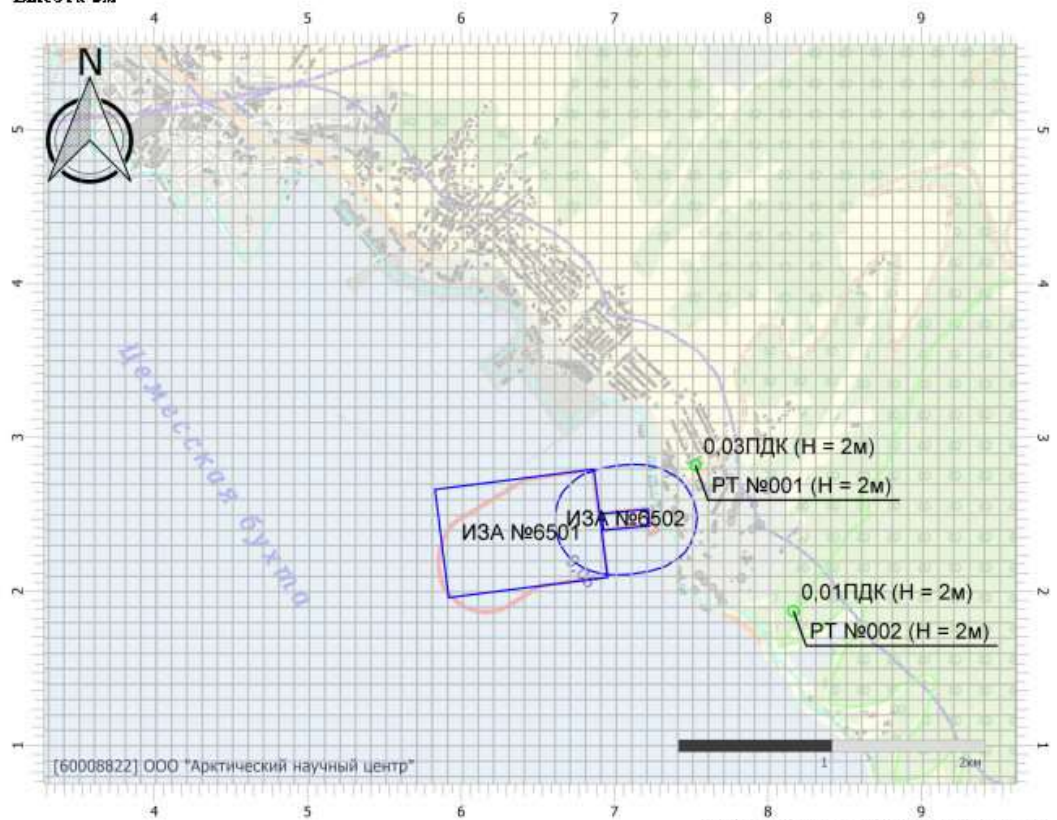 4 5 6 7 8 9
N
5 5
4 4
Цемесская бухта
3 3
0,03ПДК (Н = 2м)
РТ №001 (Н = 2м)
ИЗА №6502
ИЗА №6501
2 2
0,01ПДК (Н = 2м)
РТ №002 (Н = 2м)
1 1
1 2км
[60008822] ООО "Арктический научный центр"
4 5 6 7 8 9